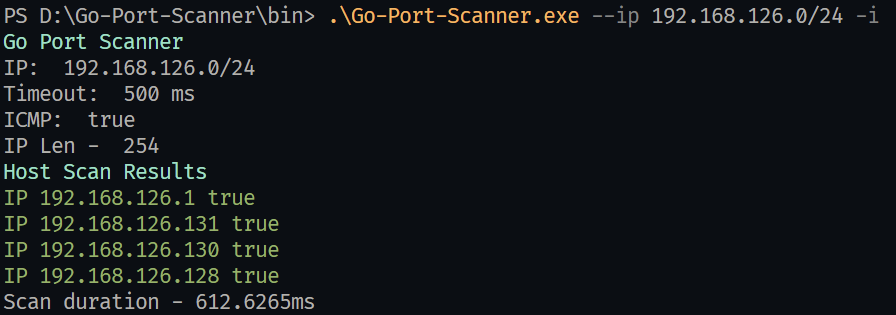 PS D:\Go-Port-Scanner\bin> .\Go-Port-Scanner.exe --ip 192.168.126.0/24 -i
Go Port Scanner
IP:  192.168.126.0/24
Timeout:  500 ms
ICMP:  true
IP Len -  254
Host Scan Results
IP 192.168.126.1 true
IP 192.168.126.131 true
IP 192.168.126.130 true
IP 192.168.126.128 true
Scan duration - 612.6265ms